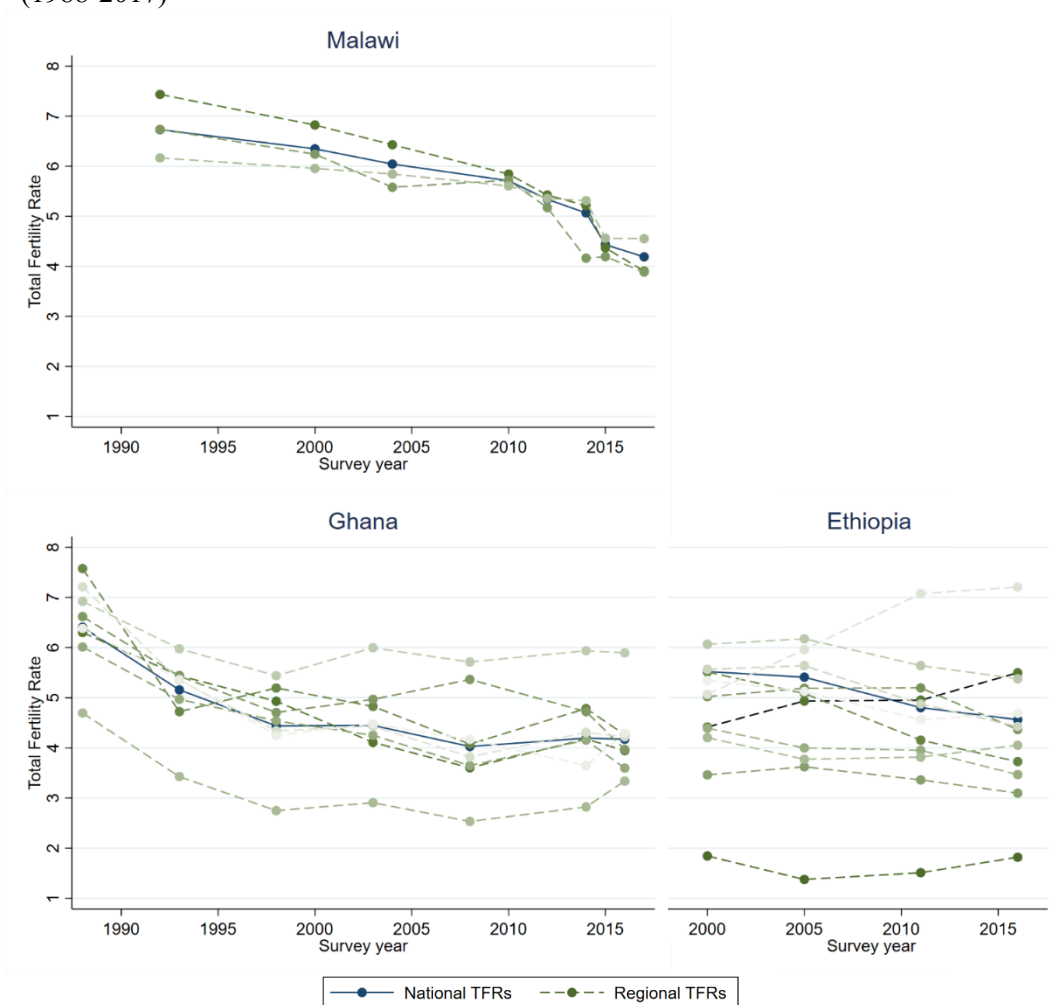 (1988-2017)
Malawi
Total Fertility Rate
8
7
6
5
4
3
2
1
1990 1995 2000 2005 2010 2015
Survey year
Ghana
Total Fertility Rate
8
7
6
5
4
3
2
1
1990 1995 2000 2005 2010 2015
Survey year
Ethiopia
2000 2005 2010 2015
Survey year
National TFRs Regional TFRs